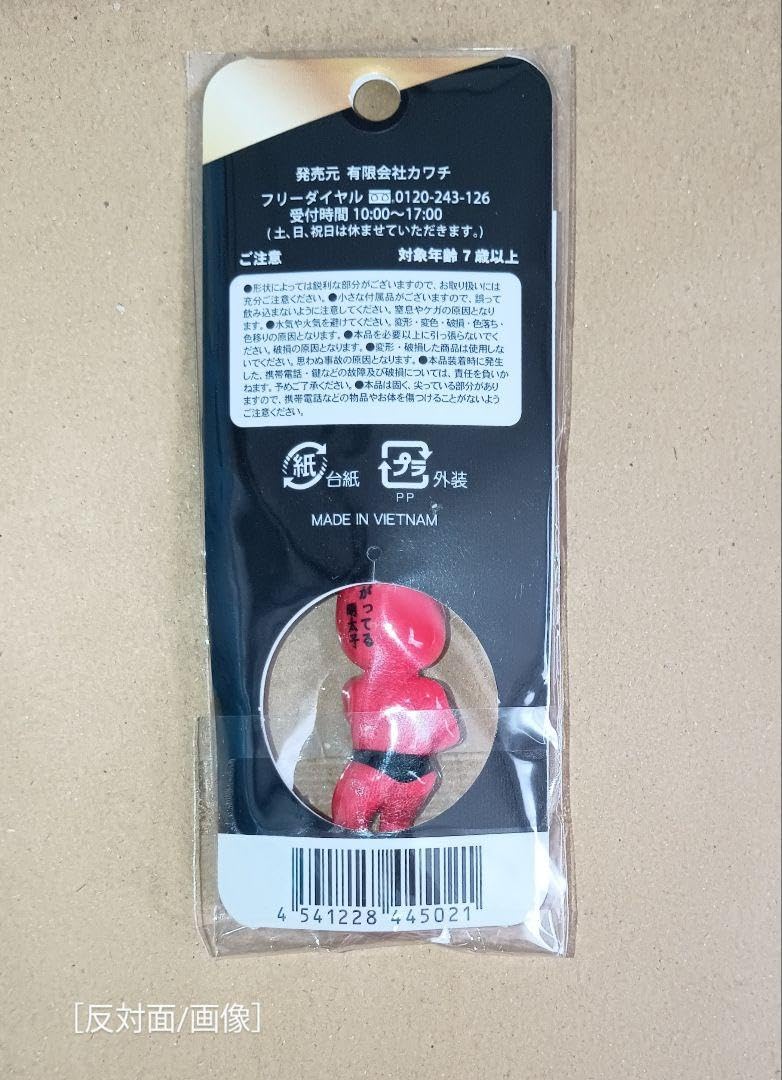 発売元 有限会社カワチ
フリーダイヤル 0120-243-126
受付時間 10:00～17:00
(土、日、祝日は休ませていただきます。)
ご注意 対象年齢 7 歳以上
●形状によっては鋭利な部分がございますので、お取り扱いには
充分ご注意ください。●小さな付属品がございますので、誤って
飲み込まないように注意してください。窒息やケガの原因となり
ます。●水気や火気を避けてください。変形・変色・破損・色落ち・
色移りの原因となります。●本品を必要以上に引っ張らないでく
ださい。破損の原因となります。●変形・破損した商品は使用しな
いでください。思わぬ事故の原因となります。●本品装着時に発生
した、携帯電話・鍵などの故障及び破損については、責任を負いか
ねます。予めご了承ください。●本品は固く、尖っている部分があり
ますので、携帯電話などの物品やお体を傷つけることがないよう
ご注意ください。
紙 台紙 プラ 外装
PP
MADE IN VIETNAM
がってる
明太子
4 541228 445021
[反対面/画像]